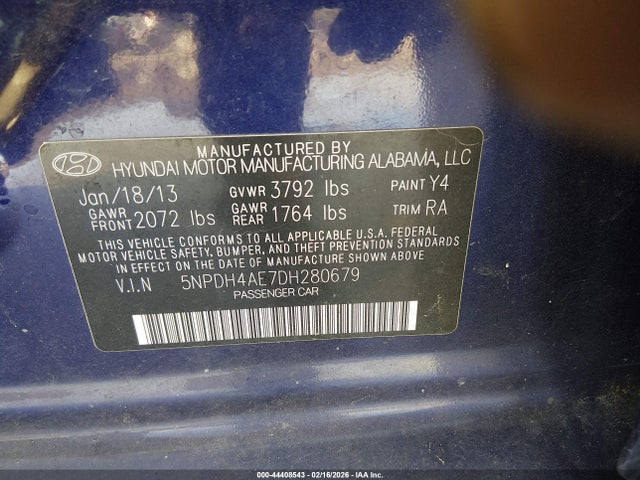 MANUFACTURED BY
HYUNDAI MOTOR MANUFACTURING ALABAMA, LLC
Jan/18/13 GVWR 3792 lbs PAINT Y4
GAWR FRONT 2072 lbs GAWR REAR 1764 lbs TRIM RA
THIS VEHICLE CONFORMS TO ALL APPLICABLE U.S.A. FEDERAL
MOTOR VEHICLE SAFETY, BUMPER, AND THEFT PREVENTION STANDARDS
IN EFFECT ON THE DATE OF MANUFACTURE SHOWN ABOVE.
V.I.N 5NPDH4AE7DH280679
PASSENGER CAR
000-44408543 - 02/16/2026 - IAA Inc.